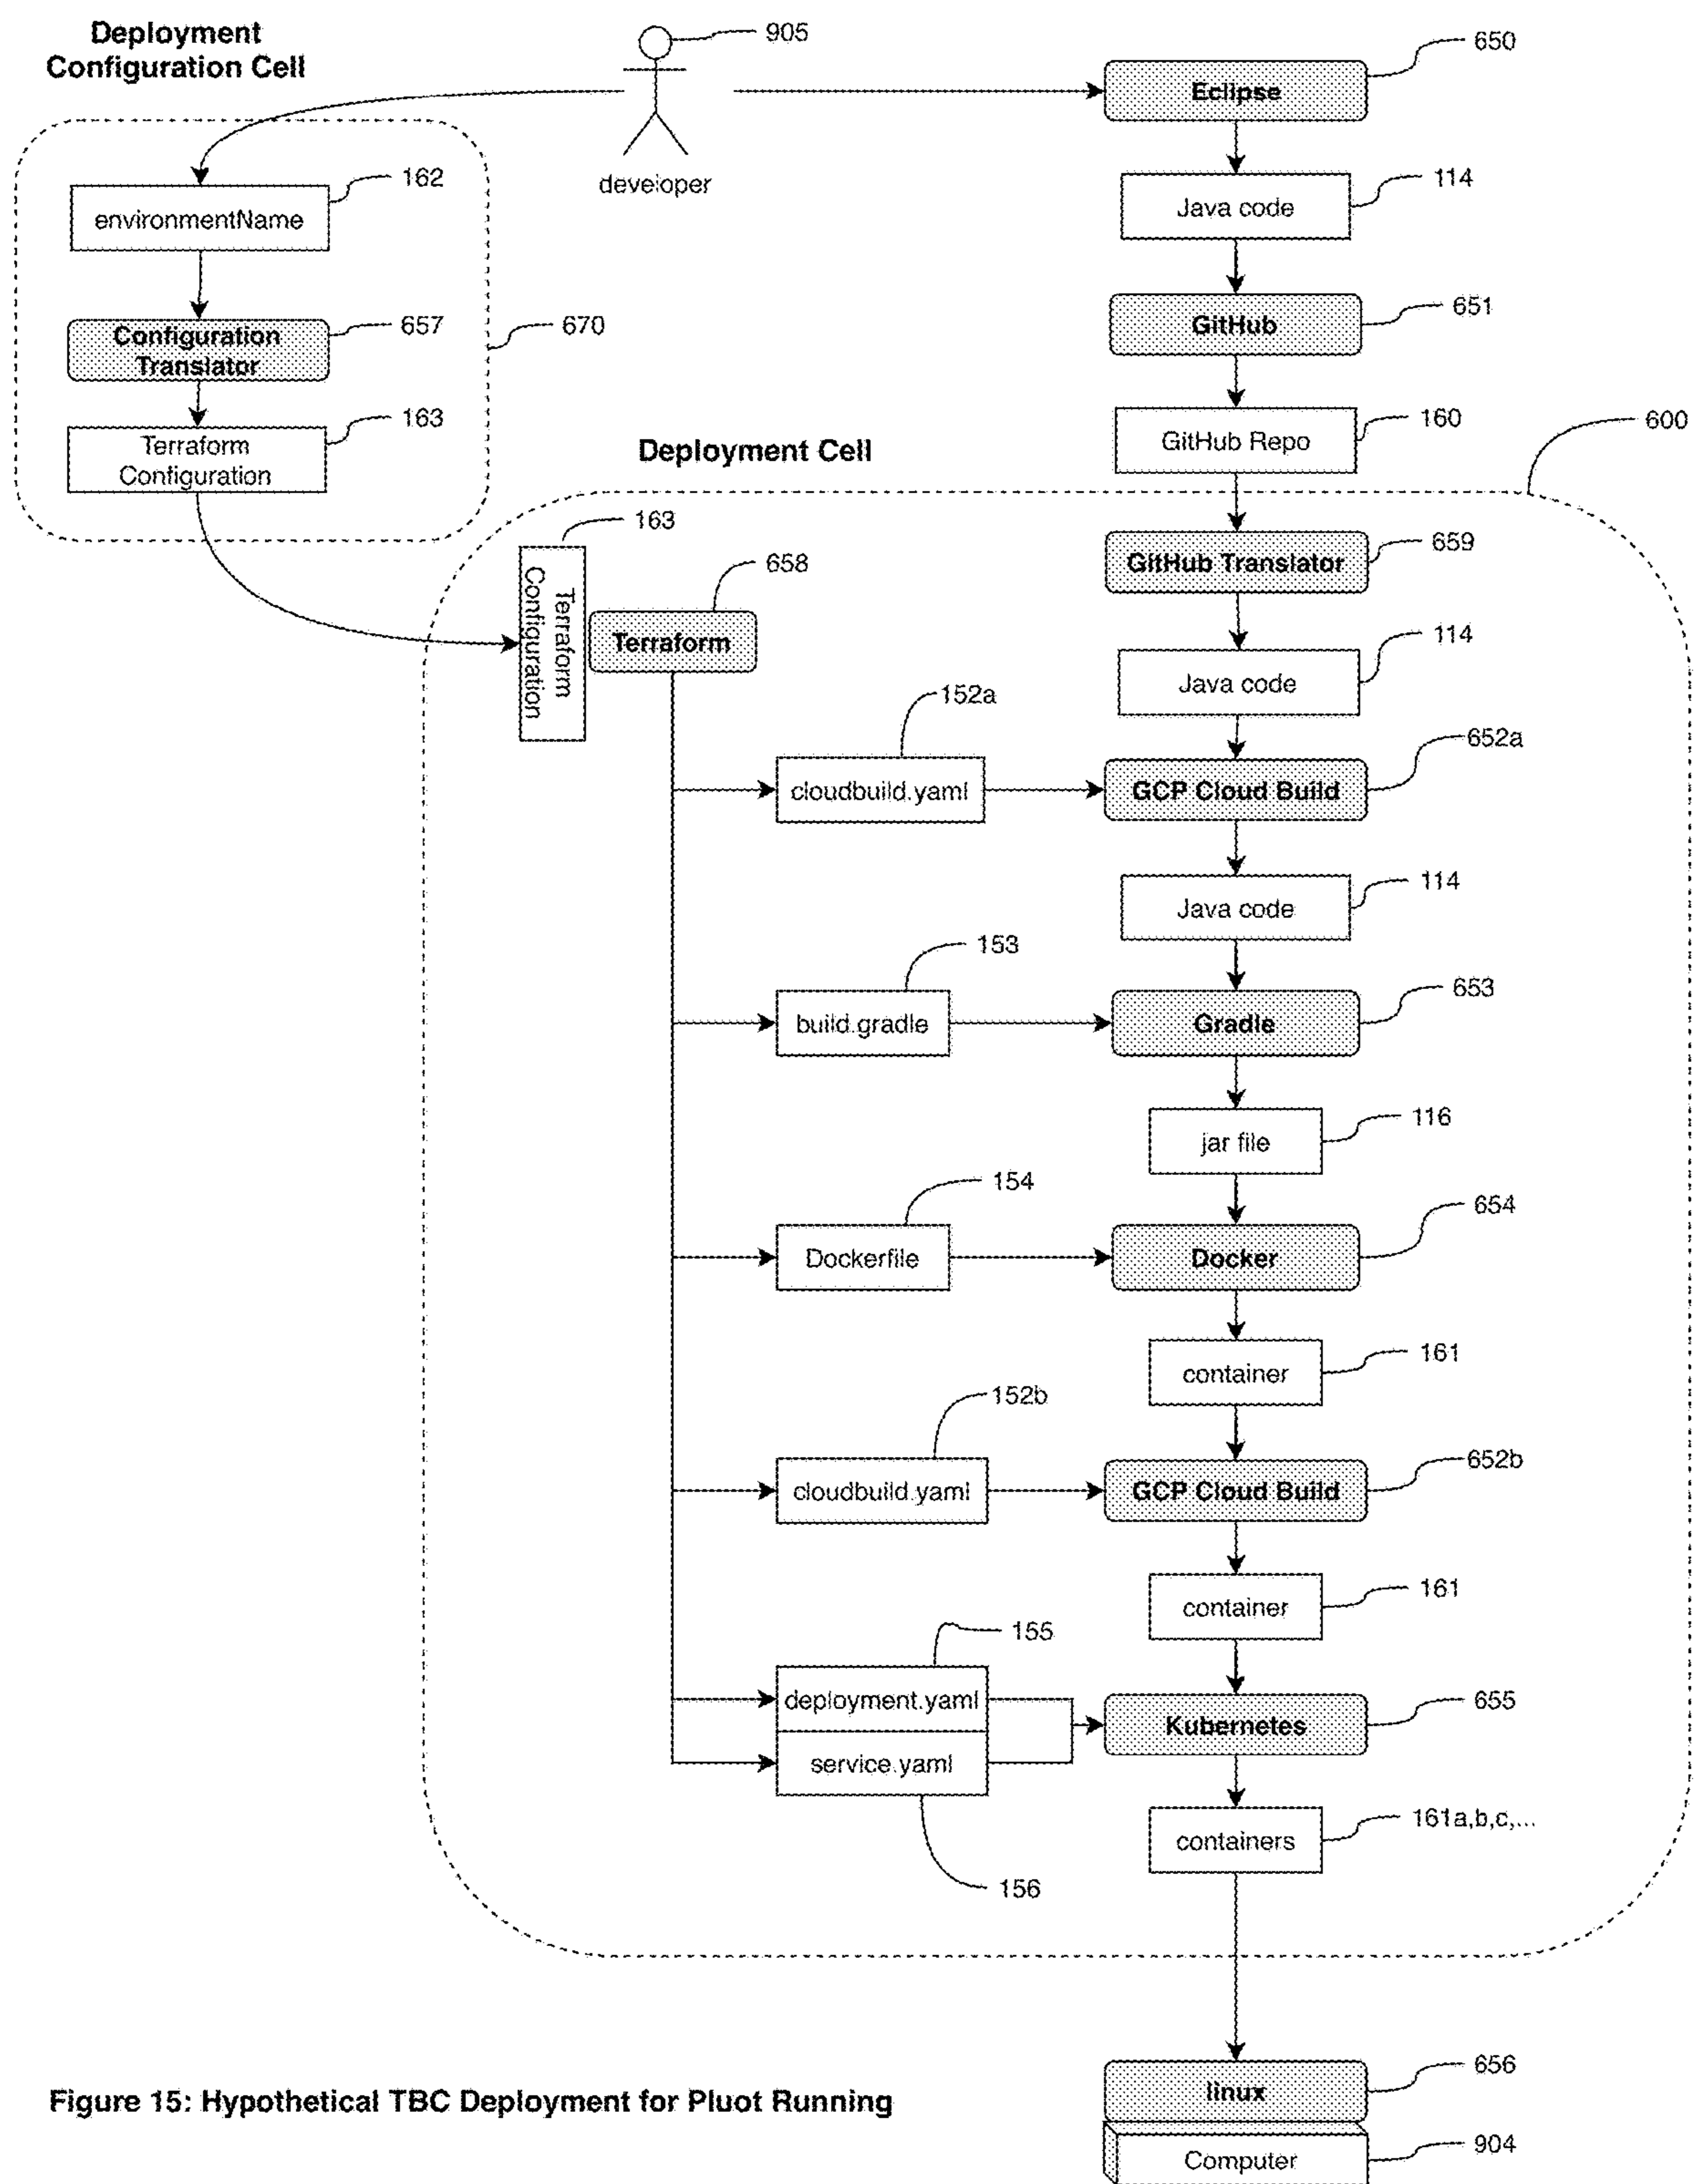 Deployment
Configuration Cell
905
650
Eclipse
developer
162
environmentName
114
Java code
Configuration
Translator
657
670
651
GitHub
163
Terraform
Configuration
160
GitHub Repo
600
Deployment Cell
163
Terraform
Configuration
658
Terraform
659
GitHub Translator
114
Java code
152a
cloudbuild.yaml
652a
GCP Cloud Build
114
Java code
153
build.gradle
653
Gradle
116
jar file
154
Dockerfile
654
Docker
161
container
152b
cloudbuild.yaml
652b
GCP Cloud Build
161
container
155
deployment.yaml
service.yaml
655
Kubernetes
156
161a,b,c,...
containers
656
linux
Figure 15: Hypothetical TBC Deployment for Pluot Running
904
Computer